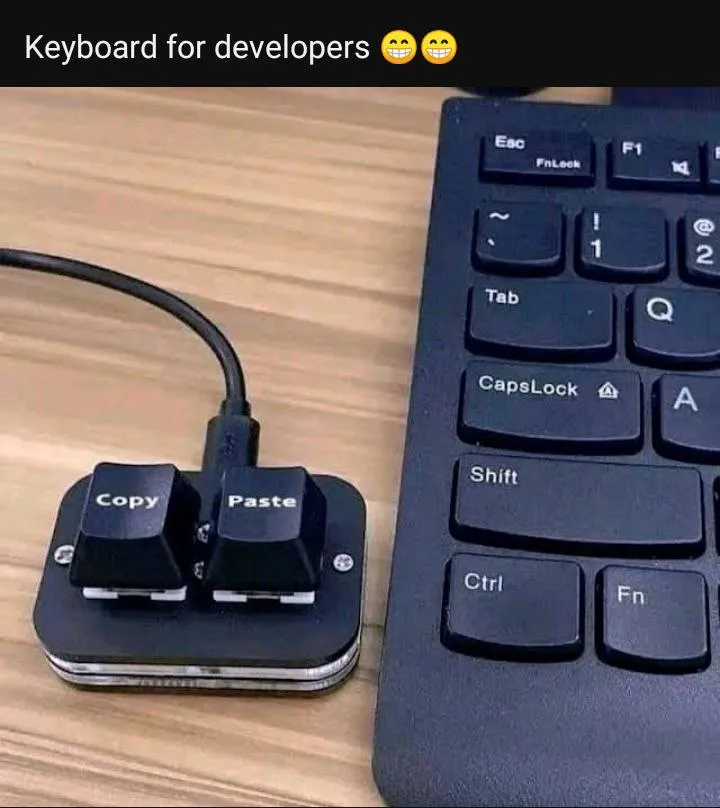 Keyboard for developers 😁😁
Esc
FnLock
F1
~
`
!
1
@
2
Tab
Q
CapsLock
A
Copy
Paste
Shift
Ctrl
Fn